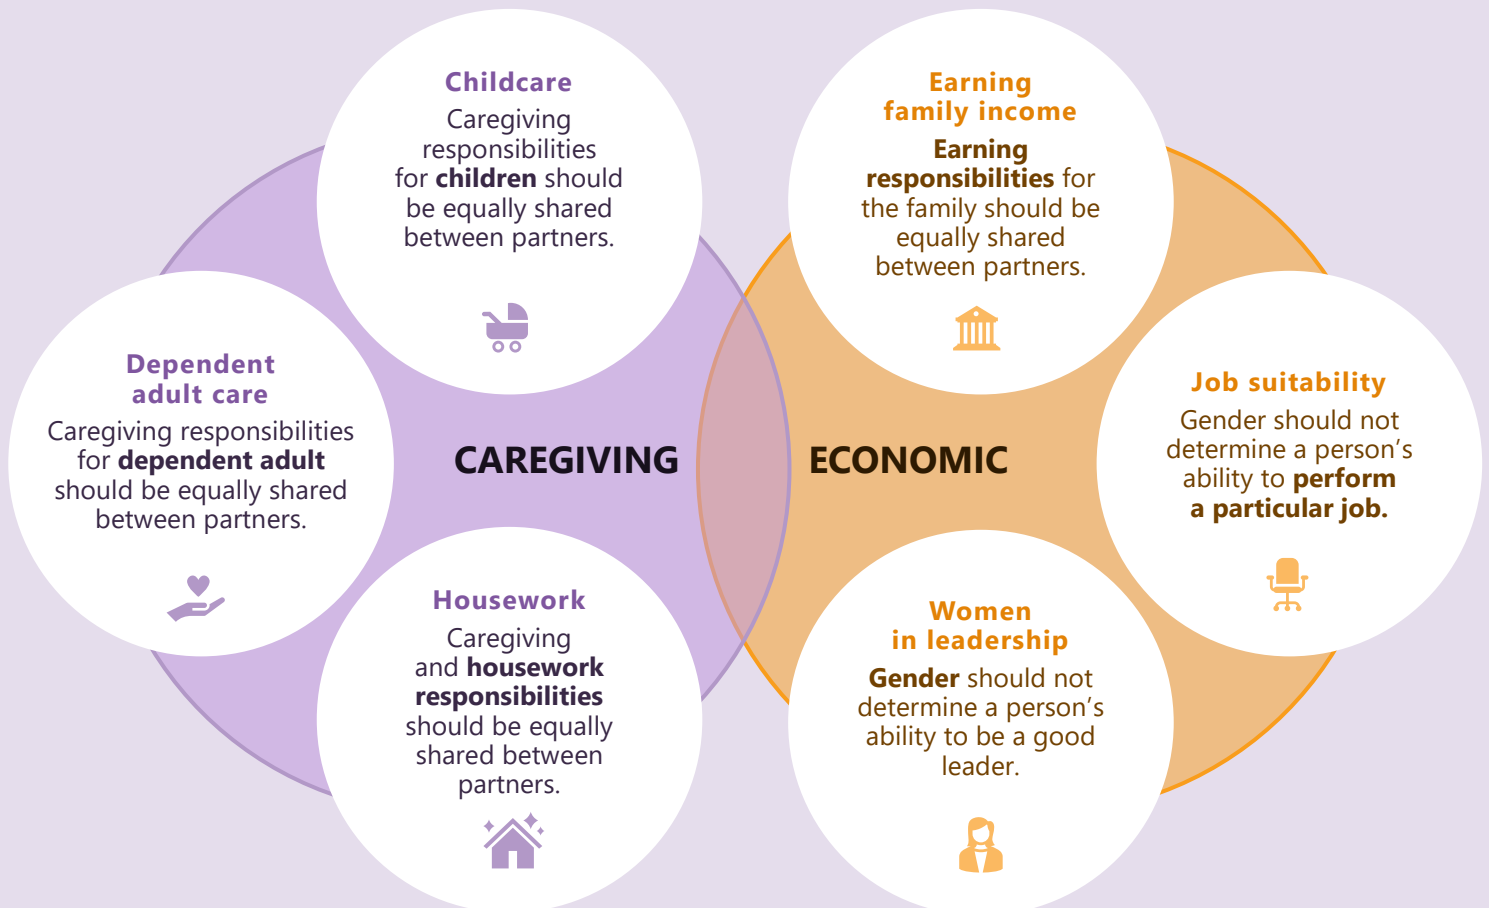 Childcare
Caregiving
responsibilities
for children should
be equally shared
between partners.
Earning
family income
Earning
responsibilities for
the family should be
equally shared
between partners.
Dependent
adult care
Caregiving responsibilities
for dependent adult
should be equally shared
between partners.
CAREGIVING
ECONOMIC
Job suitability
Gender should not
determine a person’s
ability to perform
a particular job.
Housework
Caregiving
and housework
responsibilities
should be equally
shared between
partners.
Women
in leadership
Gender should not
determine a person’s
ability to be a good
leader.